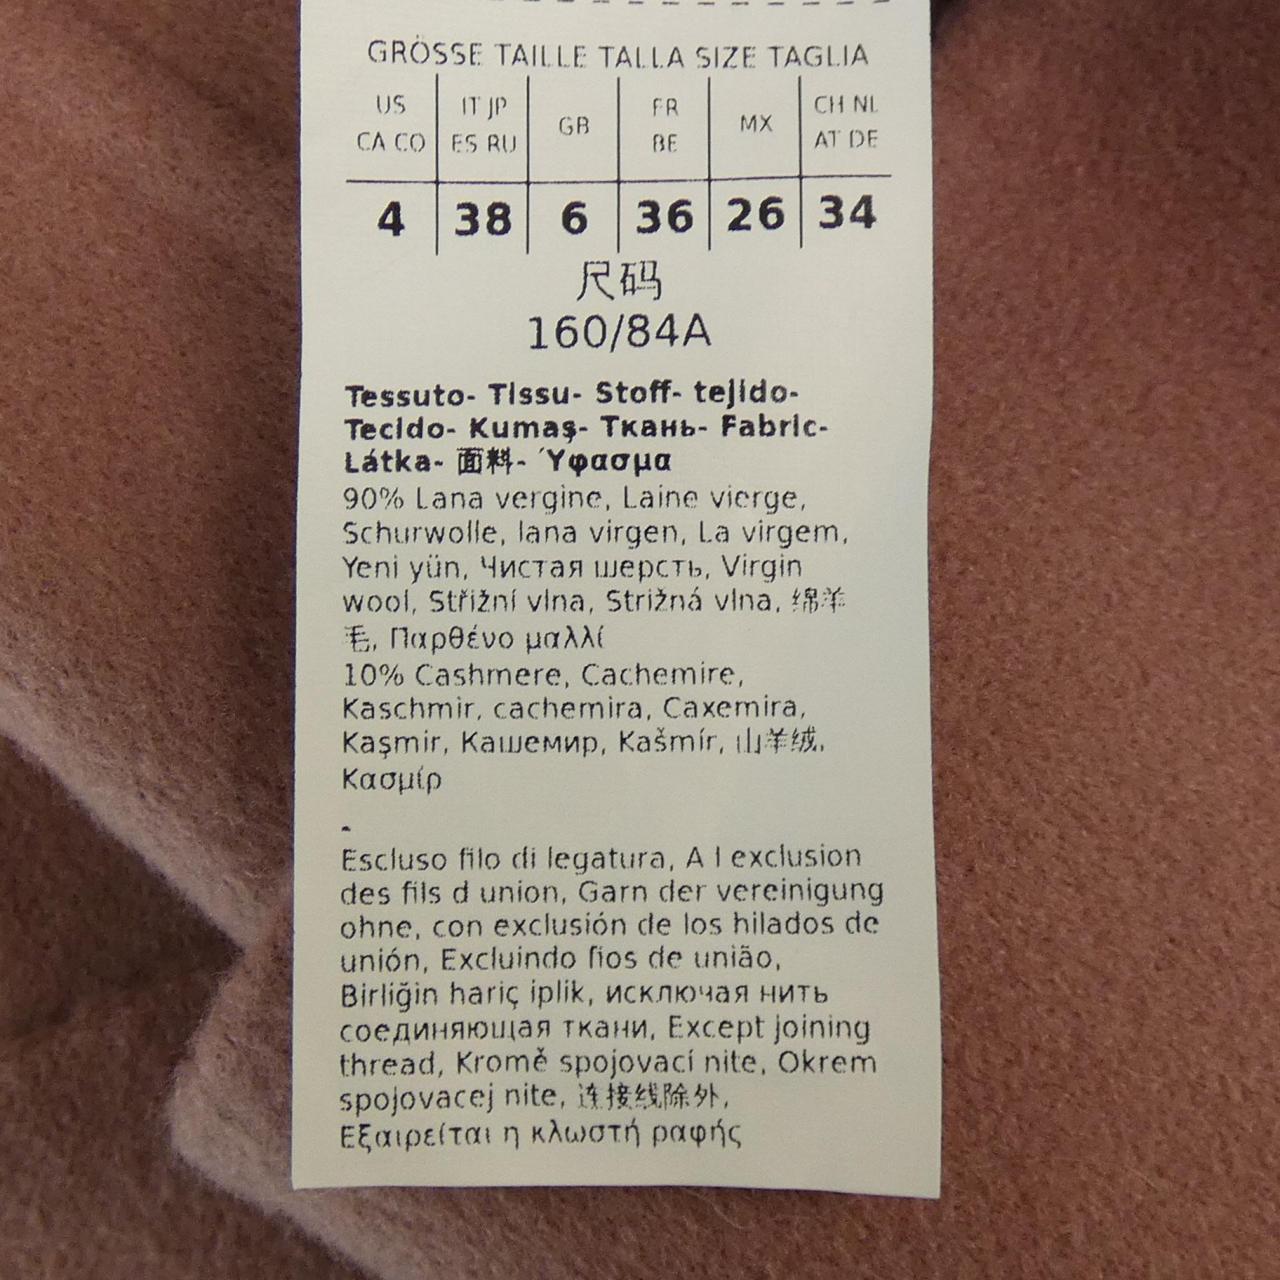 GRÖSSE TAILLE TALLA SIZE TAGLIA
US IT JP GB FR MX CH NL
CA CO ES RU BE AT DE
4 38 6 36 26 34
尺码
160/84A
Tessuto- Tissu- Stoff- tejido-
Tecido- Kumaş- Ткань- Fabric-
Látka- 面料- Ύφασμα
90% Lana vergine, Laine vierge,
Schurwolle, lana virgen, La virgem,
Yeni yün, Чистая шерсть, Virgin
wool, Střižní vlna, Strižná vlna, 绵羊
毛, Παρθένο μαλλί
10% Cashmere, Cachemire,
Kaschmir, cachemira, Caxemira,
Kaşmir, Кашемир, Kašmír, 山羊绒,
Κασμίρ
-
Escluso filo di legatura, A l exclusion
des fils d union, Garn der vereinigung
ohne, con exclusión de los hilados de
unión, Excluindo fios de união,
Birliğin hariç iplik, исключая нить
соединяющая ткани, Except joining
thread, Kromě spojovací nite, Okrem
spojovacej nite, 连接线除外,
Εξαιρείται η κλωστή ραφής